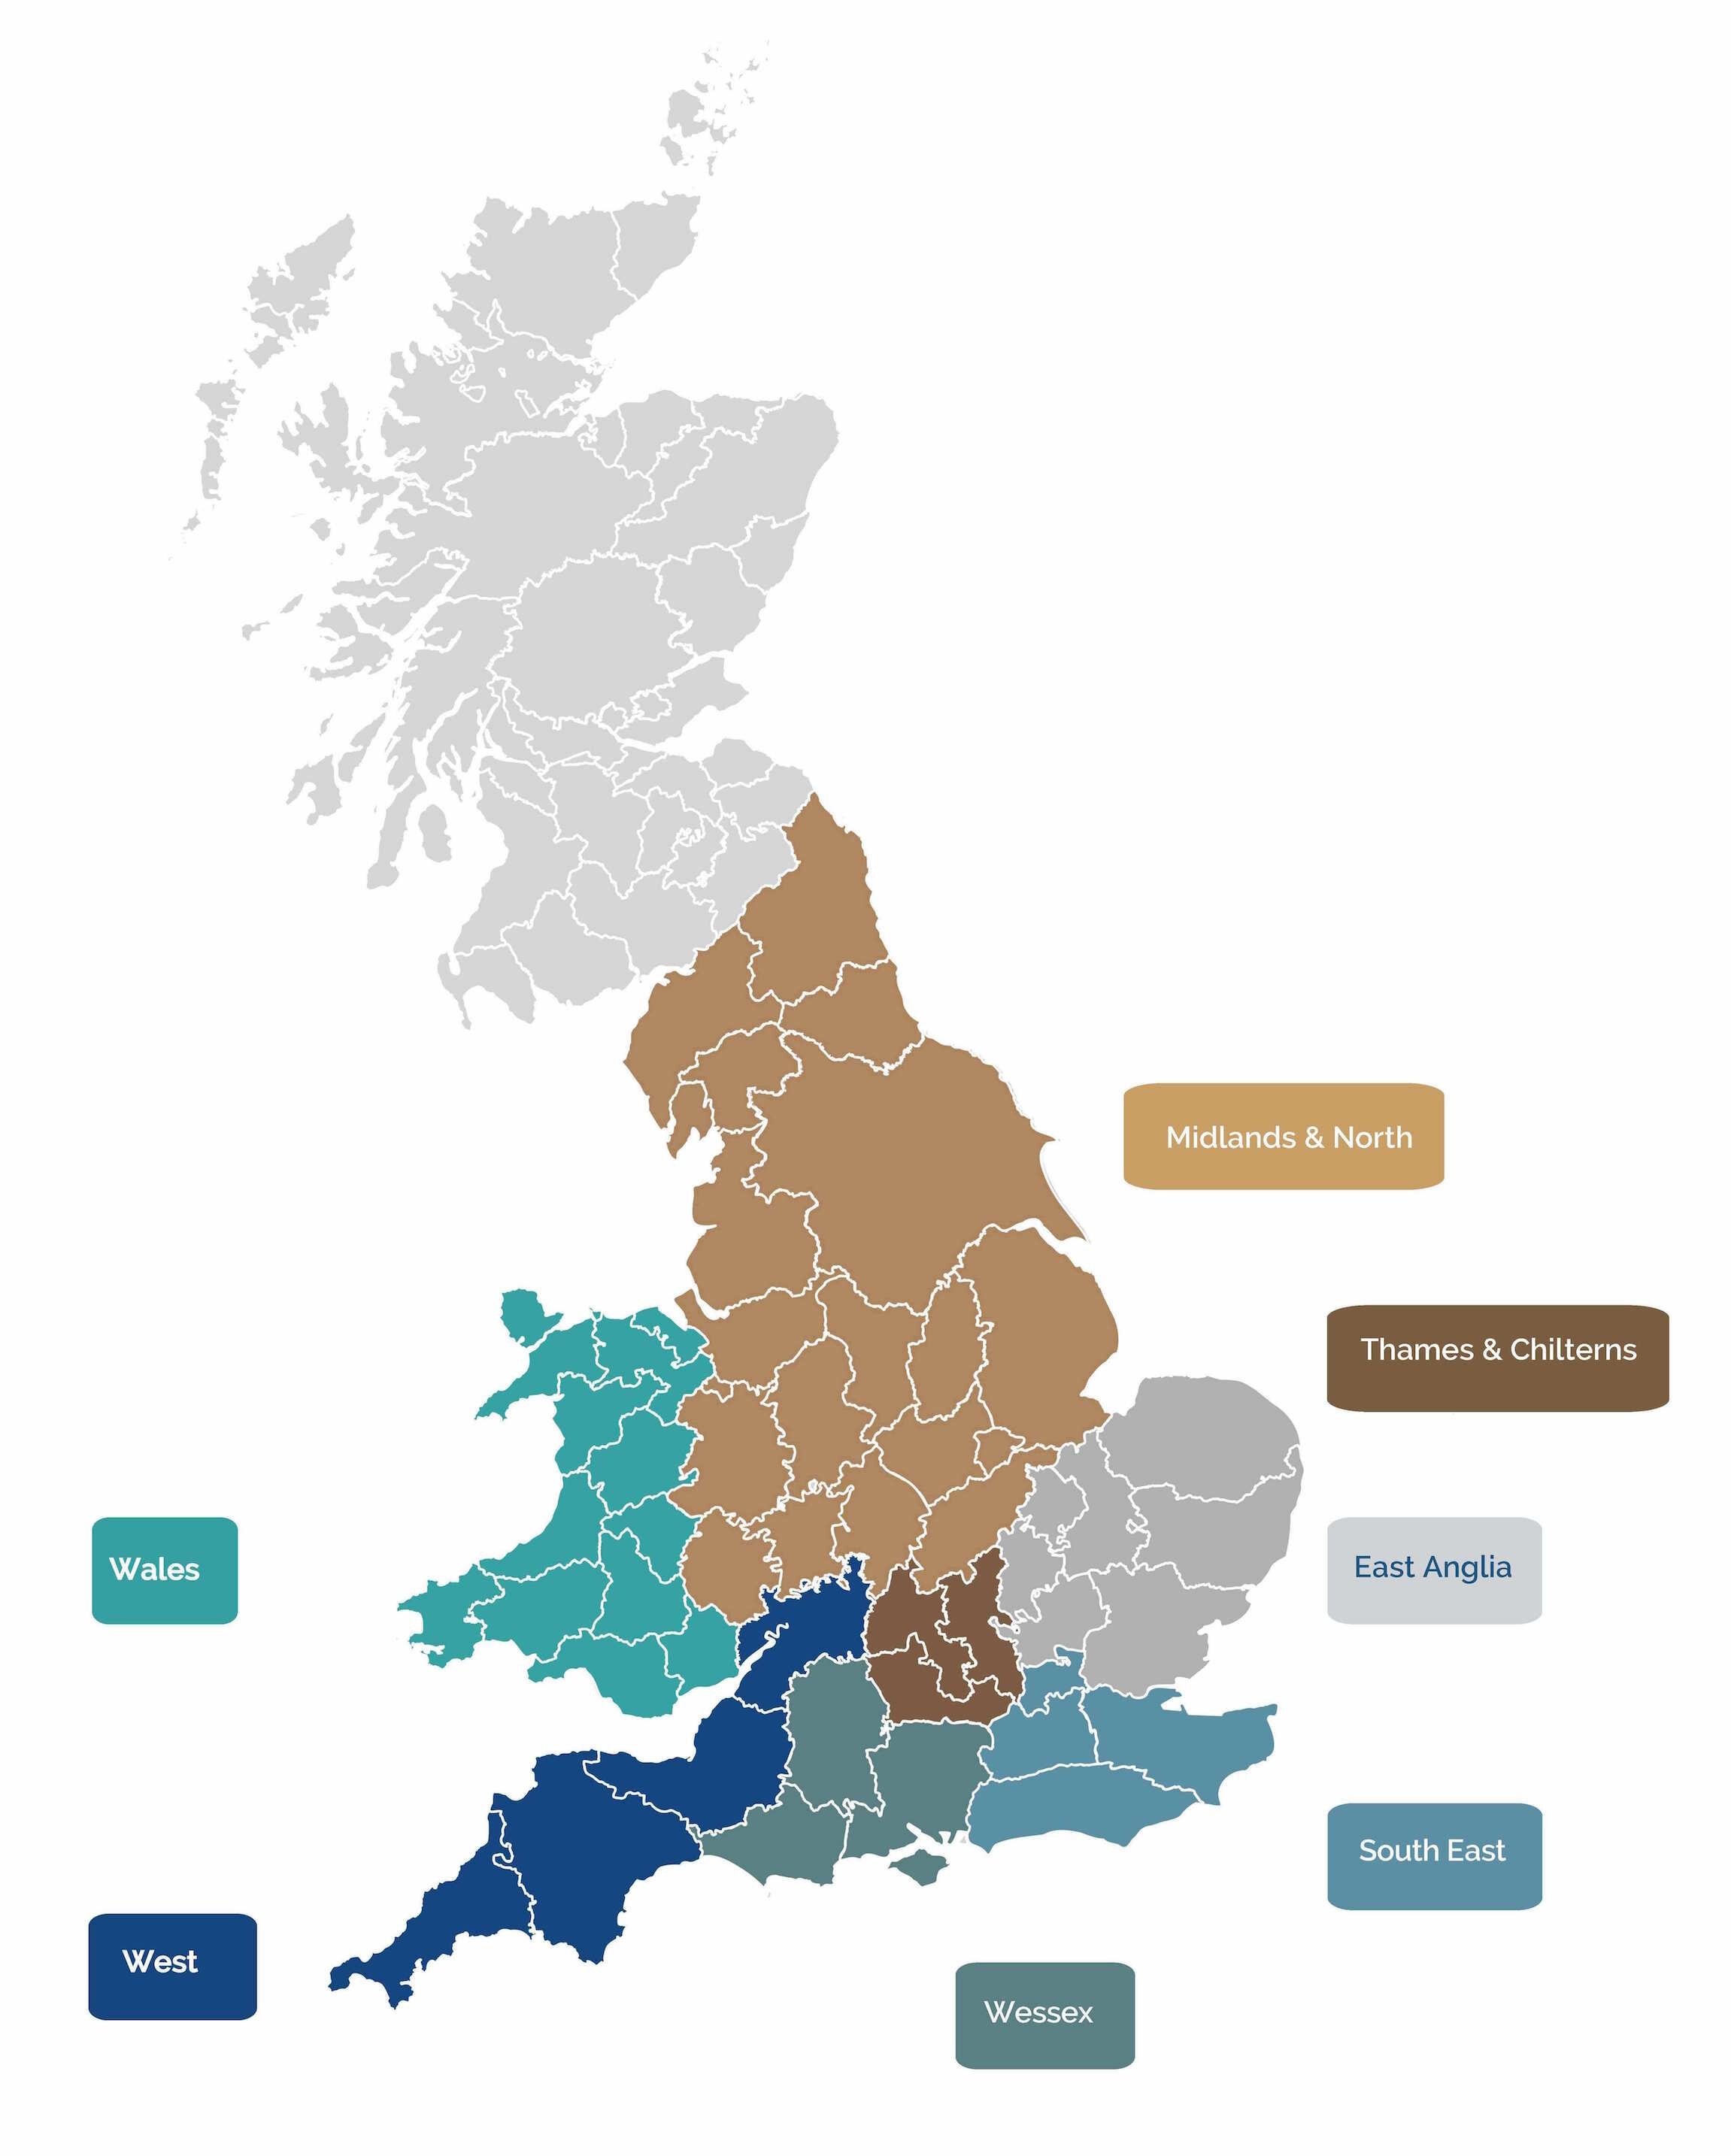 Midlands & North
Thames & Chilterns
Wales
East Anglia
South East
West
Wessex